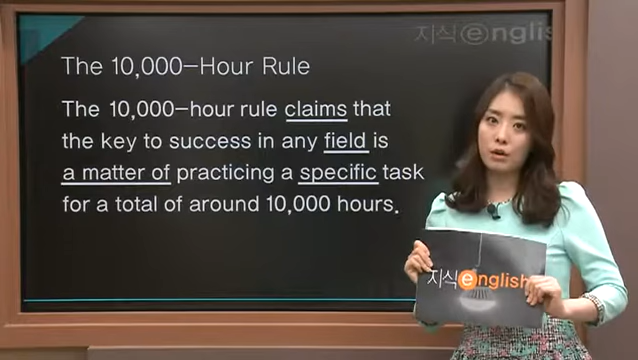 지식ⓔnglis
The 10,000-Hour Rule
The 10,000-hour rule claims that
the key to success in any field is
a matter of practicing a specific task
for a total of around 10,000 hours.
지식ⓔnglish